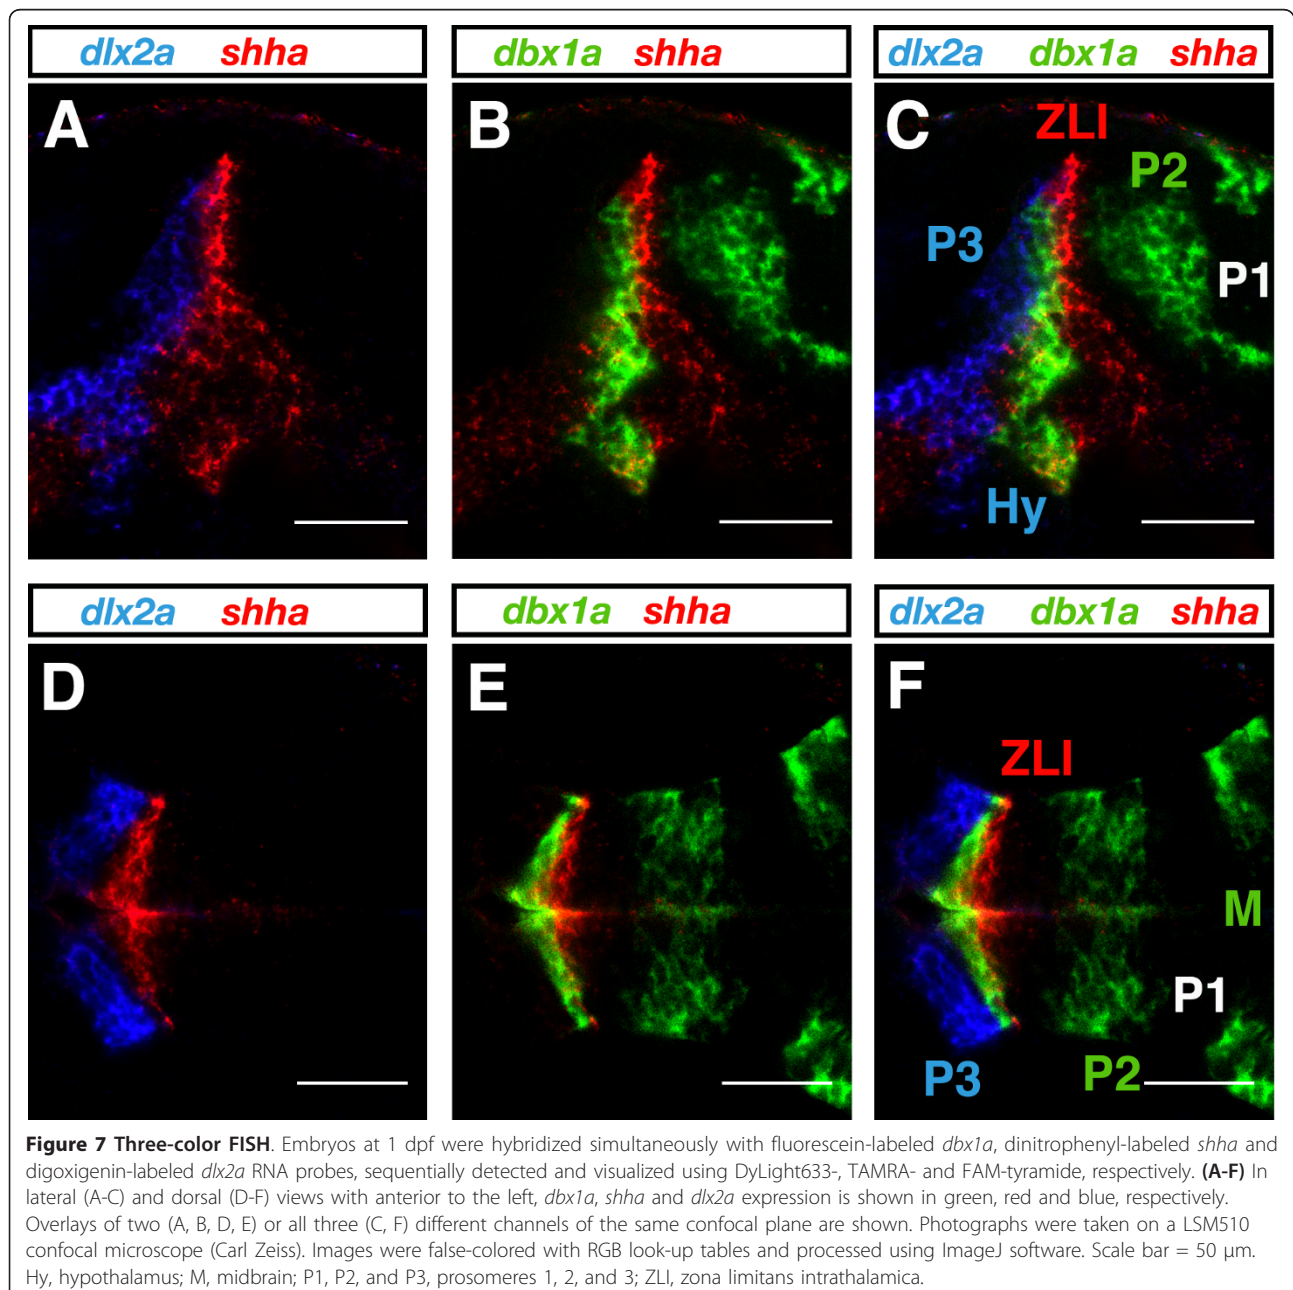 dlx2a shha
dbx1a shha
dlx2a dbx1a shha
A
B
C
ZLI
P2
P3
P1
Hy
dlx2a shha
dbx1a shha
dlx2a dbx1a shha
D
E
F
ZLI
M
P1
P3
P2
Figure 7 Three-color FISH. Embryos at 1 dpf were hybridized simultaneously with fluorescein-labeled dbx1a, dinitrophenyl-labeled shha and
digoxigenin-labeled dlx2a RNA probes, sequentially detected and visualized using DyLight633-, TAMRA- and FAM-tyramide, respectively. (A-F) In
lateral (A-C) and dorsal (D-F) views with anterior to the left, dbx1a, shha and dlx2a expression is shown in green, red and blue, respectively.
Overlays of two (A, B, D, E) or all three (C, F) different channels of the same confocal plane are shown. Photographs were taken on a LSM510
confocal microscope (Carl Zeiss). Images were false-colored with RGB look-up tables and processed using ImageJ software. Scale bar = 50 μm.
Hy, hypothalamus; M, midbrain; P1, P2, and P3, prosomeres 1, 2, and 3; ZLI, zona limitans intrathalamica.